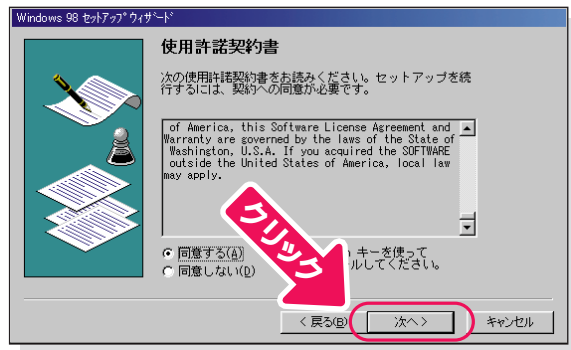 Windows 98 ｾｯﾄｱｯﾌﾟ ｳｨｻﾞｰﾄﾞ
使用許諾契約書
次の使用許諾契約書をお読みください。セットアップを続
行するには、契約への同意が必要です。
of America, this Software License Agreement and
Warranty are governed by the laws of the State of
Washington, U.S.A. If you acquired the SOFTWARE
outside the United States of America, local law
may apply.
クリック
同意する(A)
キーを使って
同意しない(D)
ルしてください。
< 戻る(B)
次へ >
キャンセル